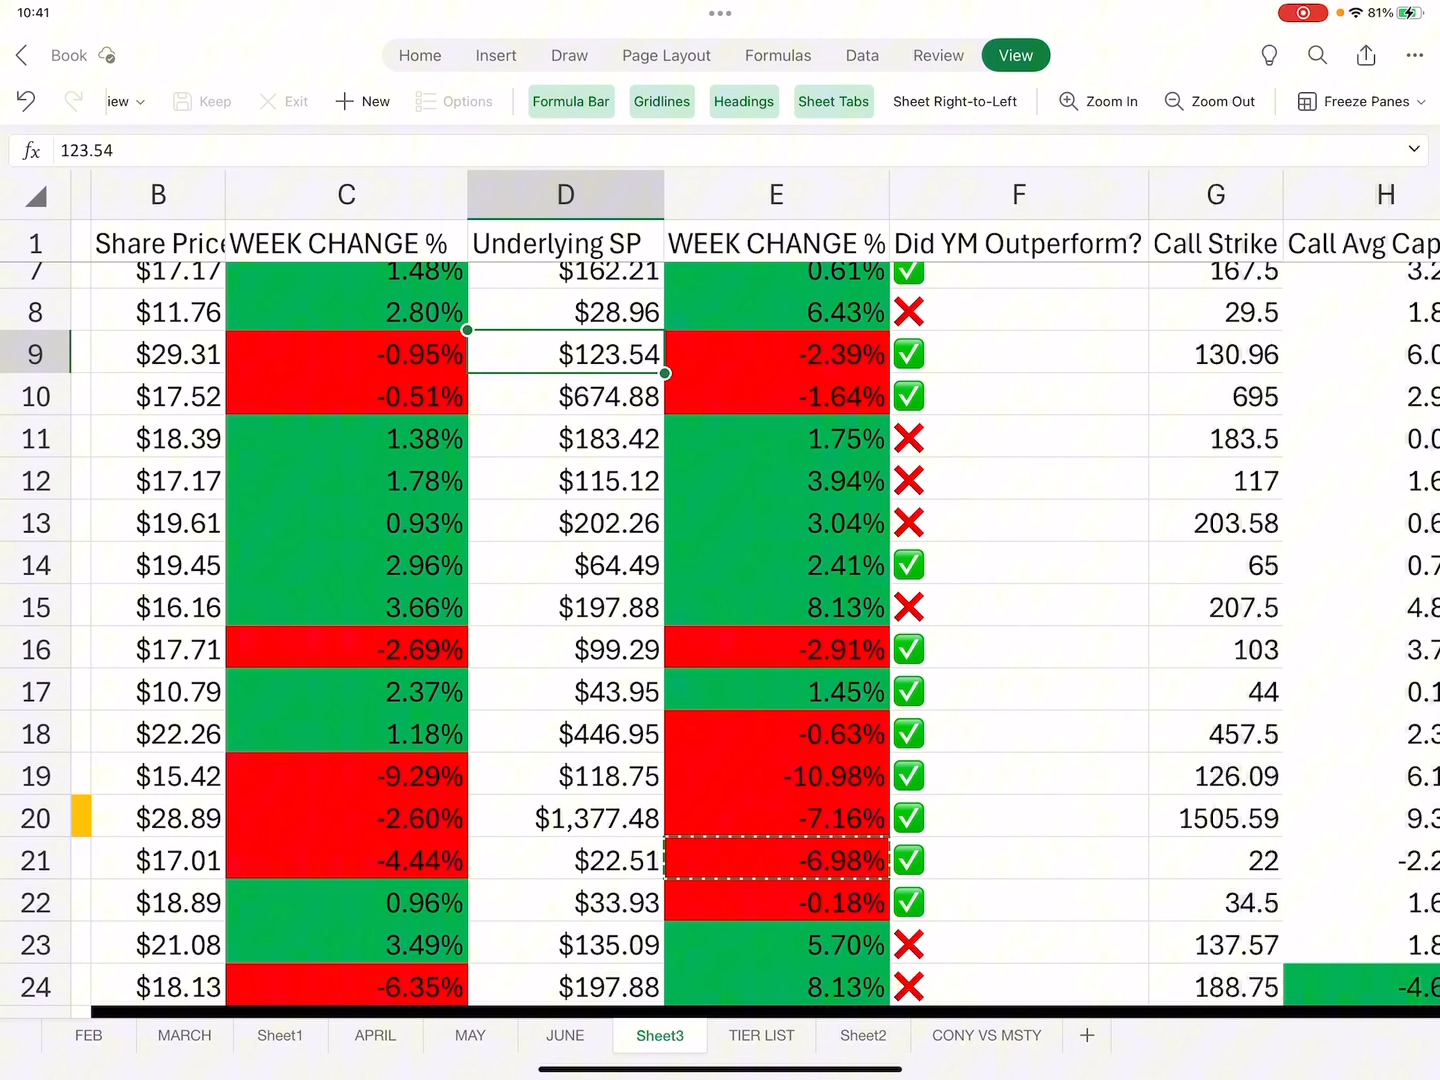 10:41
81%
Book
Home Insert Draw Page Layout Formulas Data Review View
iew Keep Exit New Options Formula Bar Gridlines Headings Sheet Tabs Sheet Right-to-Left Zoom In Zoom Out Freeze Panes
fx 123.54
B C D E F G H
1 Share Price WEEK CHANGE % Underlying SP WEEK CHANGE % Did YM Outperform? Call Strike Call Avg Cap
7 $17.17 1.48% $162.21 0.61% ✅ 167.5 3.2
8 $11.76 2.80% $28.96 6.43% ❌ 29.5 1.8
9 $29.31 -0.95% $123.54 -2.39% ✅ 130.96 6.0
10 $17.52 -0.51% $674.88 -1.64% ✅ 695 2.9
11 $18.39 1.38% $183.42 1.75% ❌ 183.5 0.0
12 $17.17 1.78% $115.12 3.94% ❌ 117 1.6
13 $19.61 0.93% $202.26 3.04% ❌ 203.58 0.6
14 $19.45 2.96% $64.49 2.41% ✅ 65 0.7
15 $16.16 3.66% $197.88 8.13% ❌ 207.5 4.8
16 $17.71 -2.69% $99.29 -2.91% ✅ 103 3.7
17 $10.79 2.37% $43.95 1.45% ✅ 44 0.1
18 $22.26 1.18% $446.95 -0.63% ✅ 457.5 2.3
19 $15.42 -9.29% $118.75 -10.98% ✅ 126.09 6.1
20 $28.89 -2.60% $1,377.48 -7.16% ✅ 1505.59 9.3
21 $17.01 -4.44% $22.51 -6.98% ✅ 22 -2.2
22 $18.89 0.96% $33.93 -0.18% ✅ 34.5 1.6
23 $21.08 3.49% $135.09 5.70% ❌ 137.57 1.8
24 $18.13 -6.35% $197.88 8.13% ❌ 188.75 -4.6
FEB MARCH Sheet1 APRIL MAY JUNE Sheet3 TIER LIST Sheet2 CONY VS MSTY +